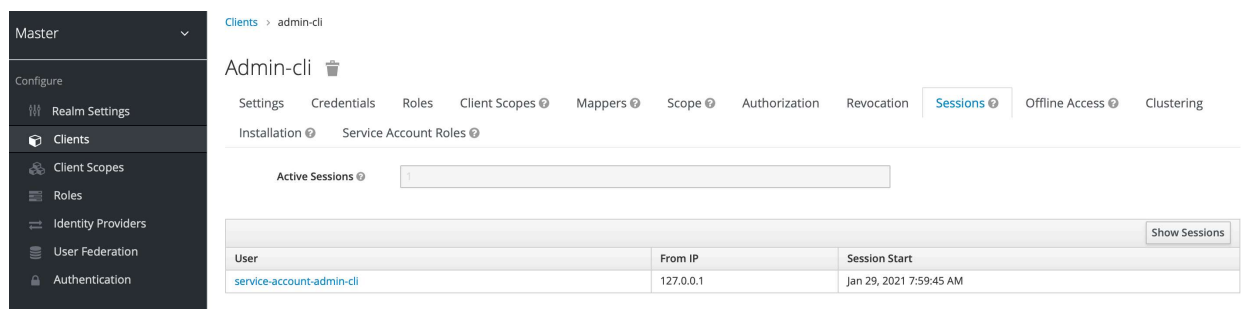 Master
Configure
Realm Settings
Clients
Client Scopes
Roles
Identity Providers
User Federation
Authentication
Clients > admin-cli
Admin-cli
Settings Credentials Roles Client Scopes Mappers Scope Authorization Revocation Sessions Offline Access Clustering
Installation Service Account Roles
Active Sessions 1
Show Sessions
User From IP Session Start
service-account-admin-cli 127.0.0.1 Jan 29, 2021 7:59:45 AM